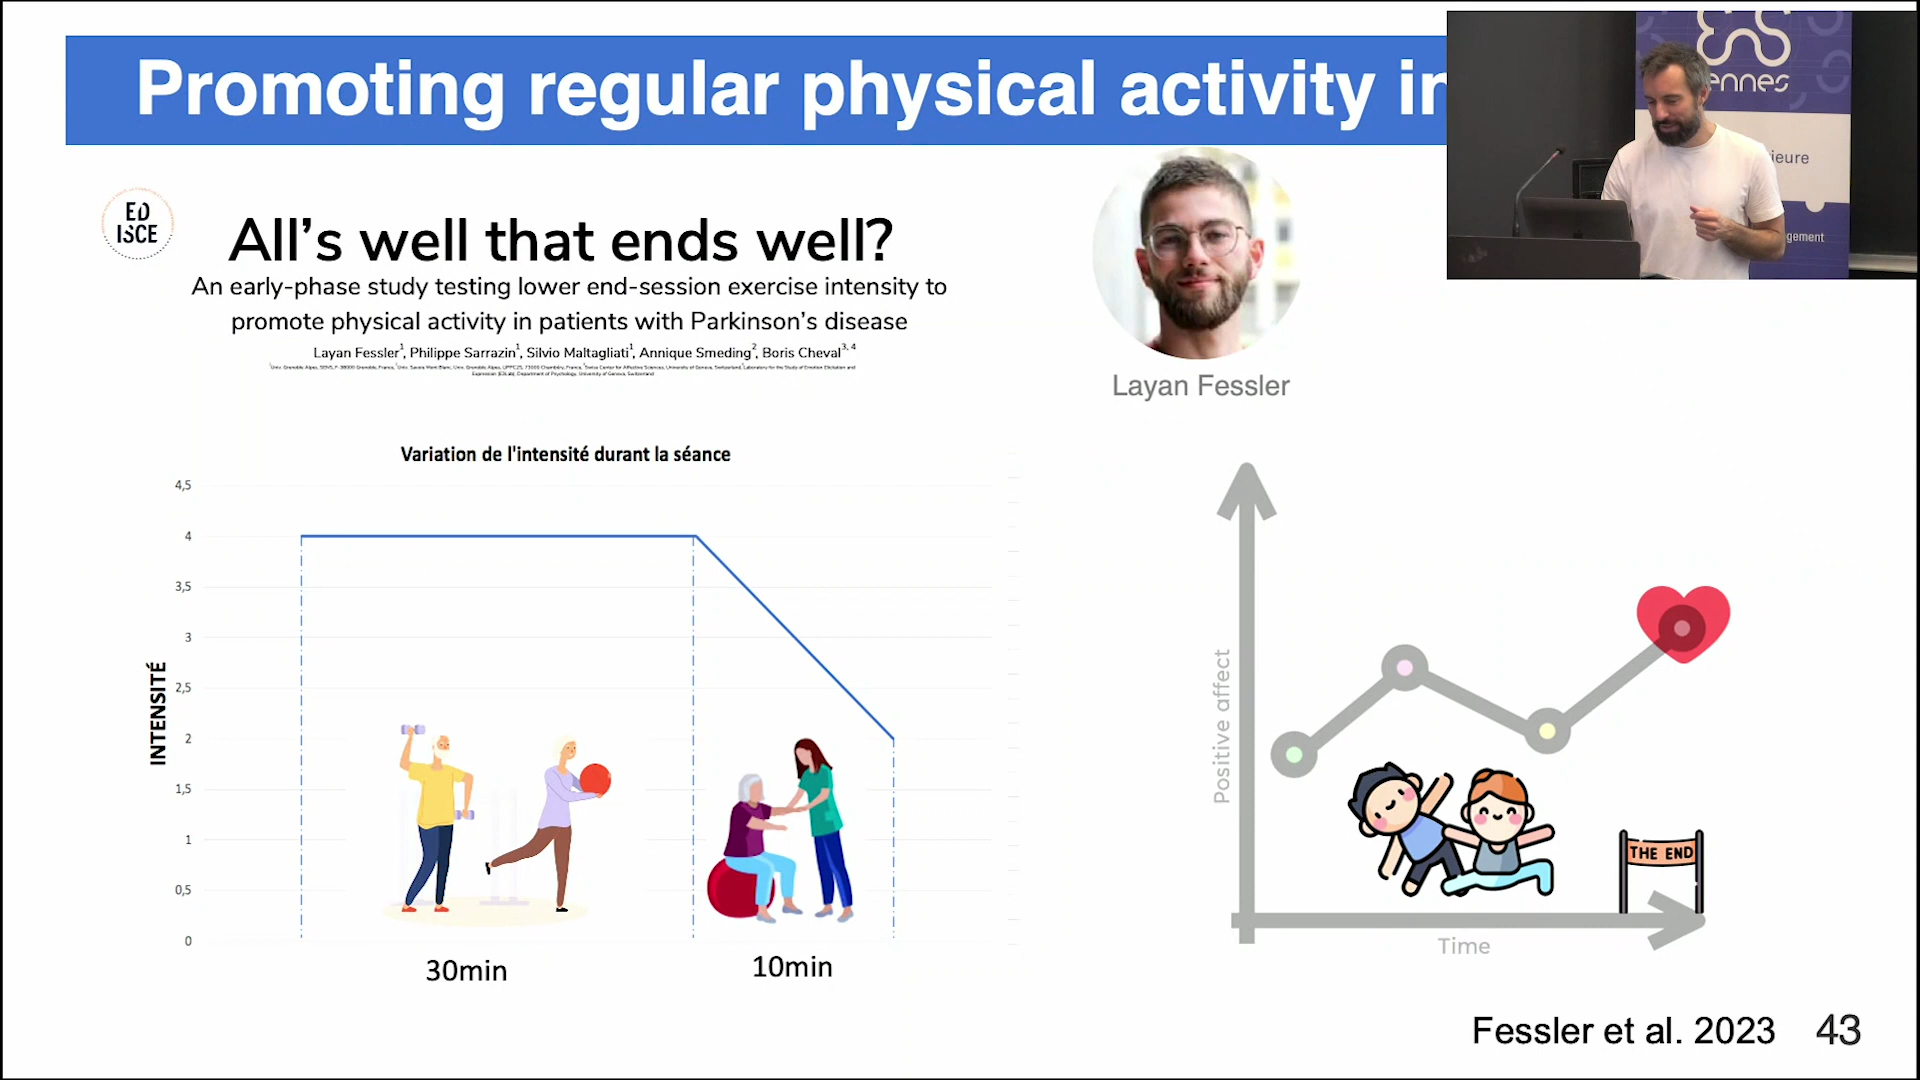 Promoting regular physical activity in
ennes
ieure
gement
ED
ISCE
All's well that ends well?
An early-phase study testing lower end-session exercise intensity to
promote physical activity in patients with Parkinson's disease
Layan Fessler1, Philippe Sarrazin1, Silvio Maltagliati1, Annique Smeding2, Boris Cheval3, 4
Layan Fessler
Variation de l'intensité durant la séance
INTENSITÉ
4,5
4
3,5
3
2,5
2
1,5
1
0,5
0
30min
10min
Positive affect
THE END
Time
Fessler et al. 2023
43